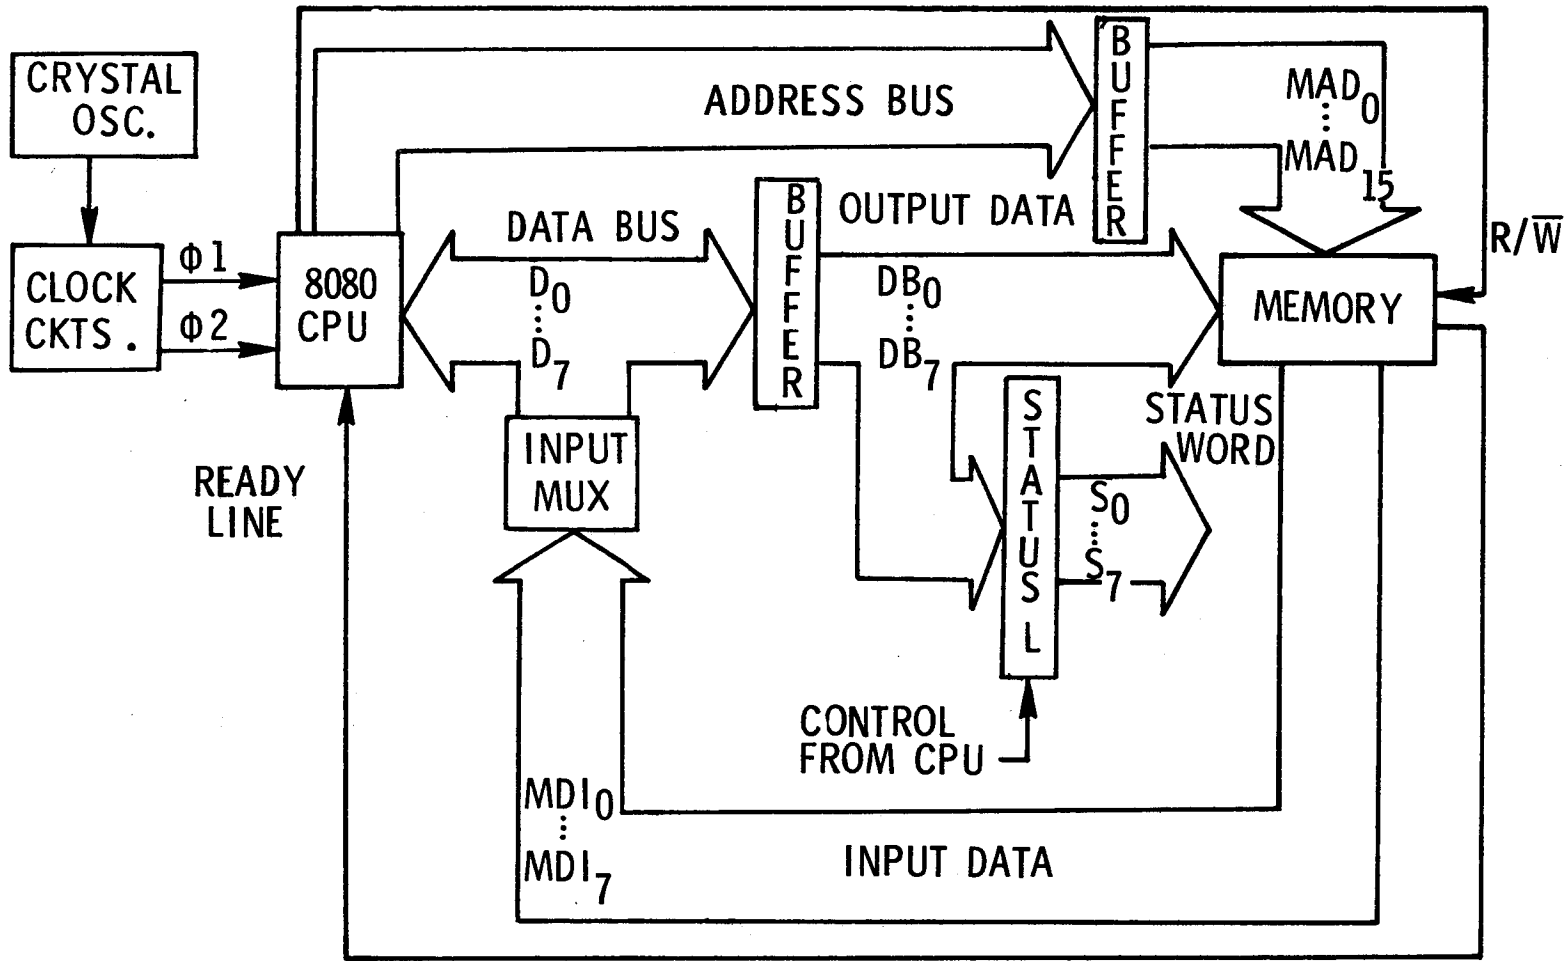 CRYSTAL
OSC.
CLOCK
CKTS.
Φ1
Φ2
8080
CPU
READY
LINE
ADDRESS BUS
BUFFER
MAD0
MAD15
R/W̅
DATA BUS
D0
D7
BUFFER
OUTPUT DATA
DB0
DB7
MEMORY
INPUT
MUX
STATUS L
STATUS
WORD
S0
S7
CONTROL
FROM CPU
MDI0
MDI7
INPUT DATA